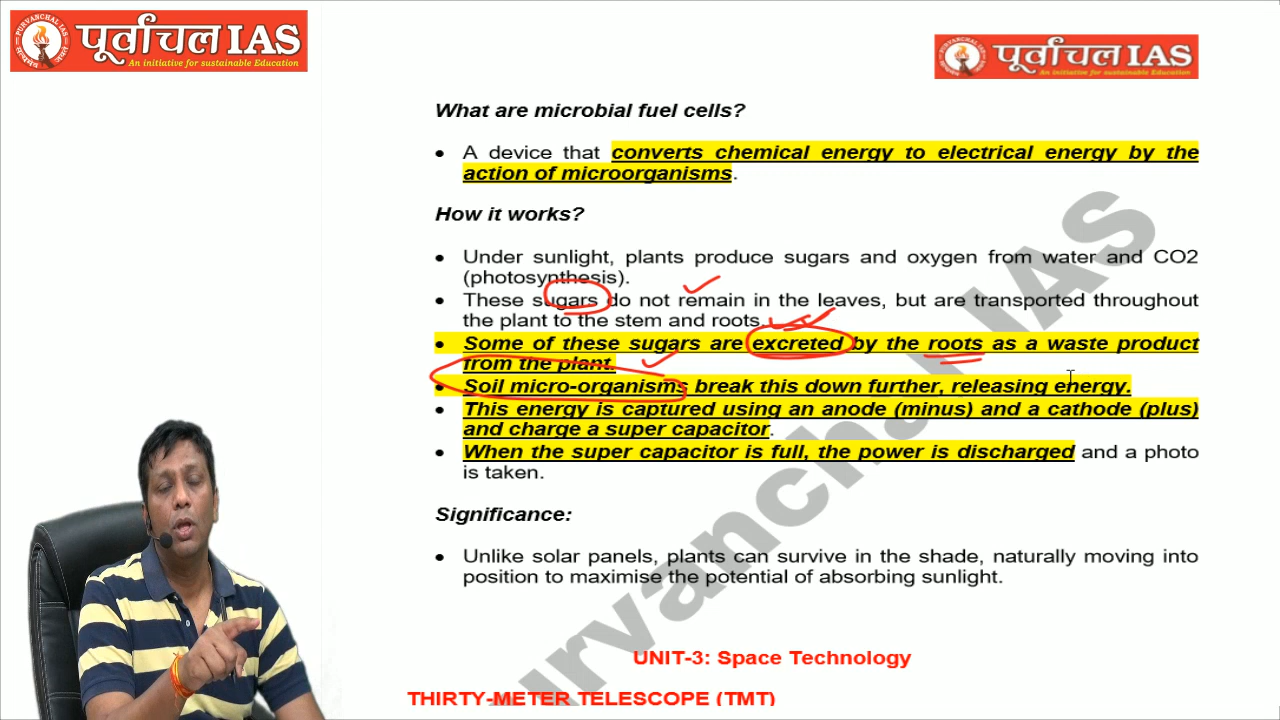 PURVANCHAL IAS
पूर्वांचल IAS
An initiative for sustainable Education
पूर्वांचल IAS
An initiative for sustainable Education
What are microbial fuel cells?
• A device that converts chemical energy to electrical energy by the
action of microorganisms.
How it works?
• Under sunlight, plants produce sugars and oxygen from water and CO2
(photosynthesis).
• These sugars do not remain in the leaves, but are transported throughout
the plant to the stem and roots.
• Some of these sugars are excreted by the roots as a waste product
from the plant.
• Soil micro-organisms break this down further, releasing energy.
• This energy is captured using an anode (minus) and a cathode (plus)
and charge a super capacitor.
• When the super capacitor is full, the power is discharged and a photo
is taken.
Significance:
• Unlike solar panels, plants can survive in the shade, naturally moving into
position to maximise the potential of absorbing sunlight.
UNIT-3: Space Technology
THIRTY-METER TELESCOPE (TMT)